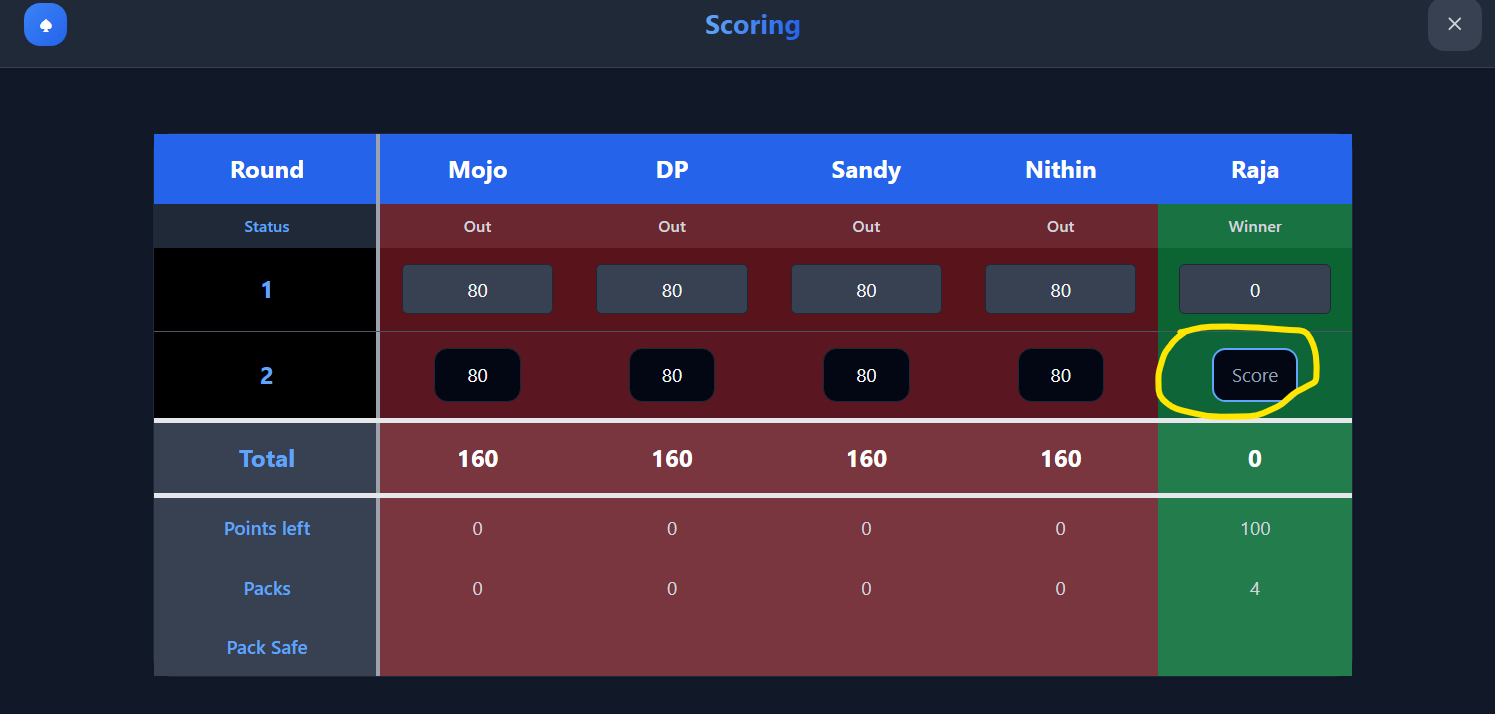 Scoring
Round Mojo DP Sandy Nithin Raja
Status Out Out Out Out Winner
1 80 80 80 80 0
2 80 80 80 80 Score
Total 160 160 160 160 0
Points left 0 0 0 0 100
Packs 0 0 0 0 4
Pack Safe